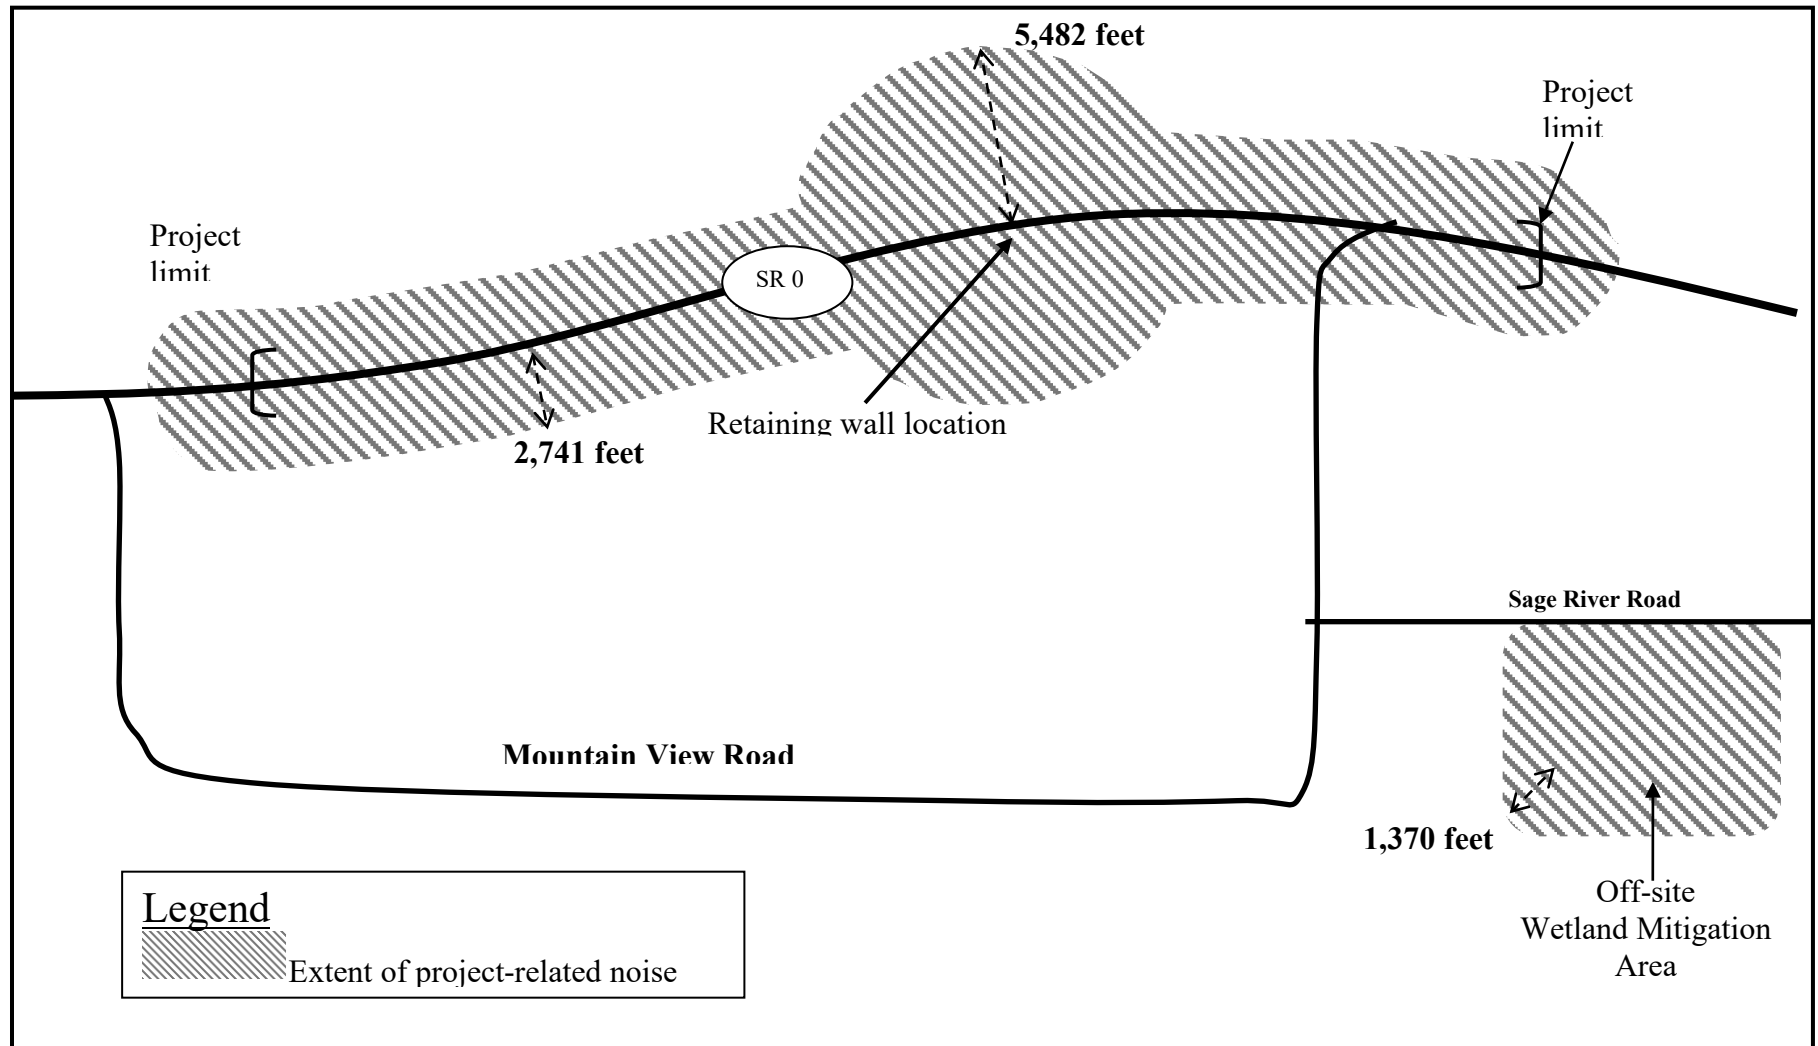 5,482 feet
Project
limit
Project
limit
SR 0
Retaining wall location
2,741 feet
Sage River Road
Mountain View Road
1,370 feet
Off-site
Wetland Mitigation
Area
Legend
Extent of project-related noise